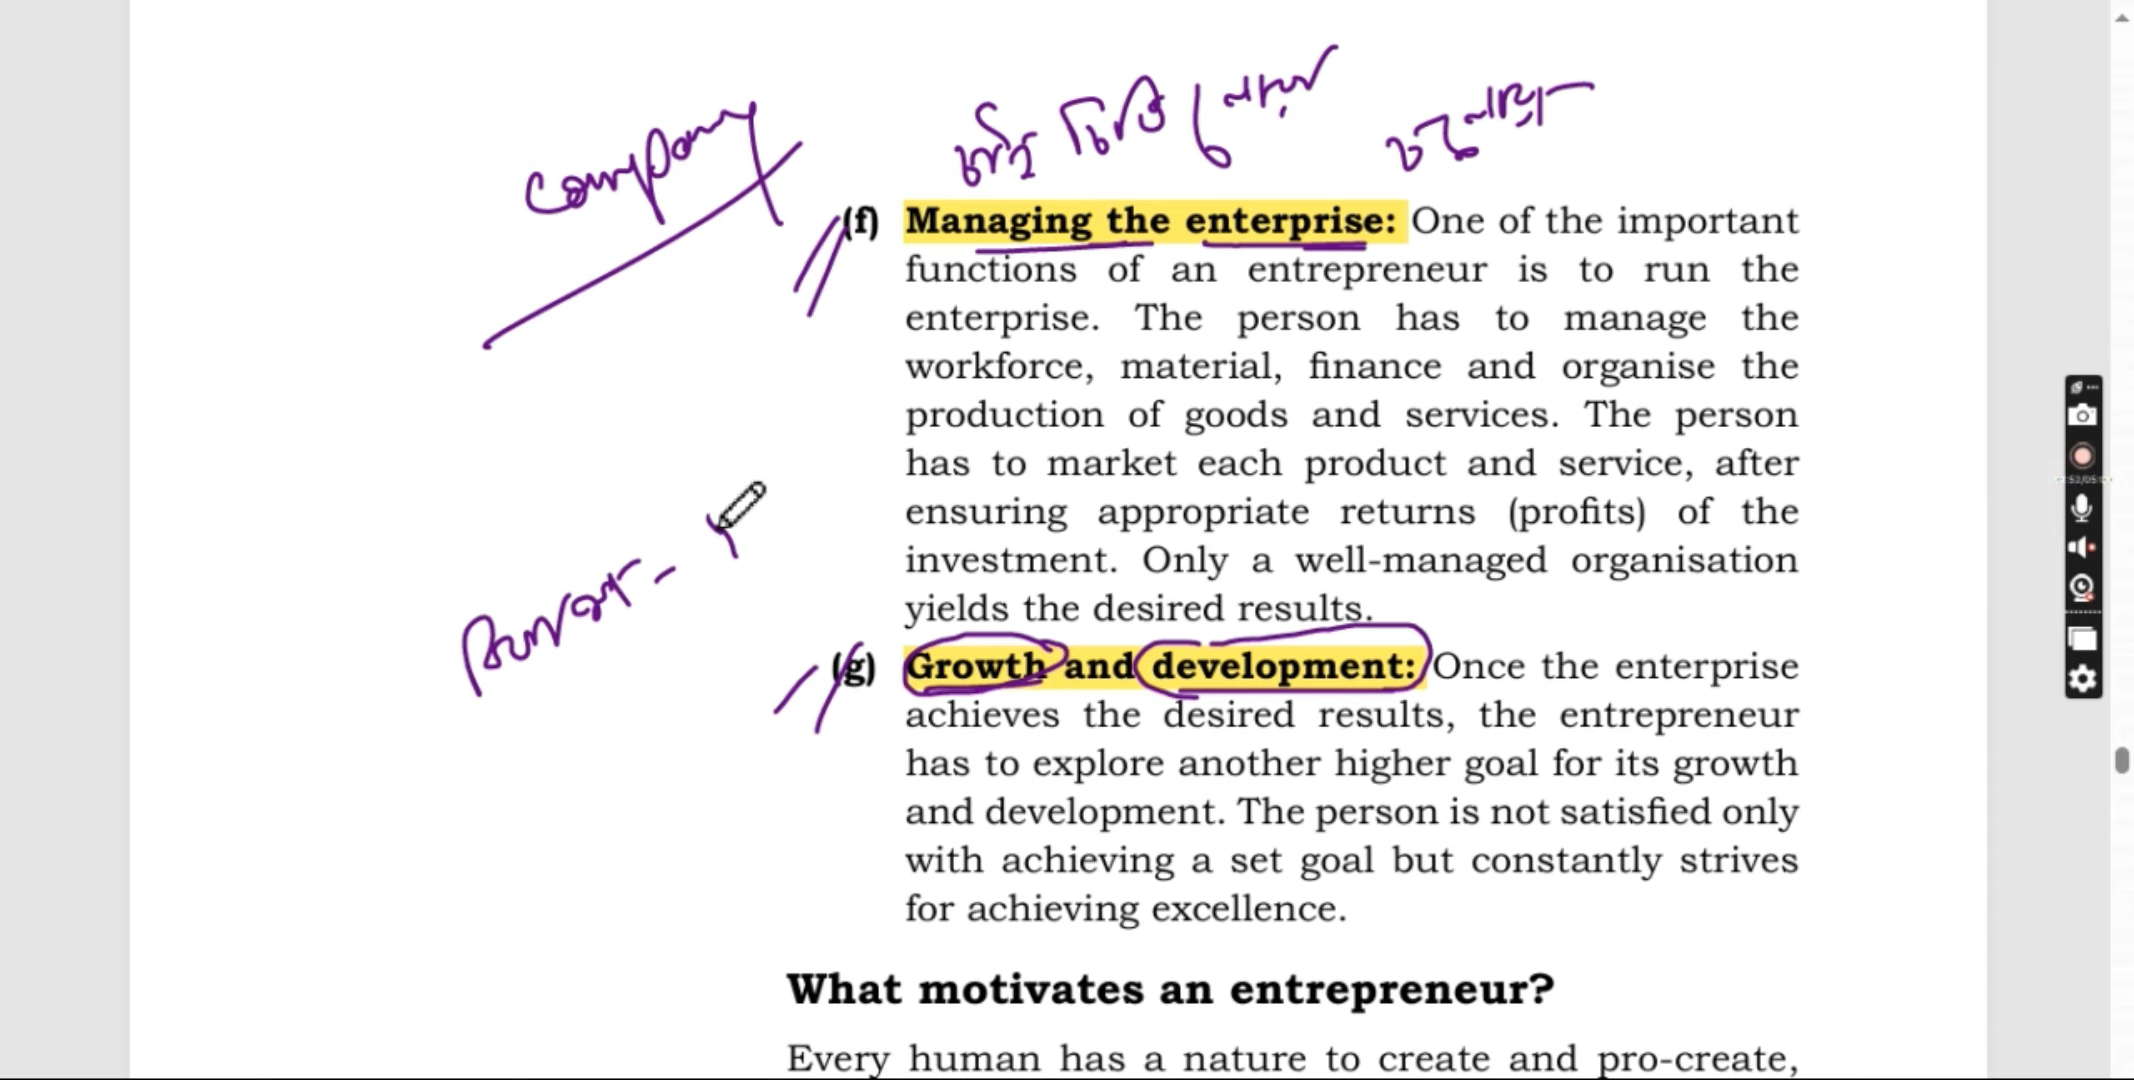 company
(f) Managing the enterprise: One of the important
functions of an entrepreneur is to run the
enterprise. The person has to manage the
workforce, material, finance and organise the
production of goods and services. The person
has to market each product and service, after
ensuring appropriate returns (profits) of the
investment. Only a well-managed organisation
yields the desired results.
(g) Growth and development: Once the enterprise
achieves the desired results, the entrepreneur
has to explore another higher goal for its growth
and development. The person is not satisfied only
with achieving a set goal but constantly strives
for achieving excellence.
What motivates an entrepreneur?
Every human has a nature to create and pro-create,